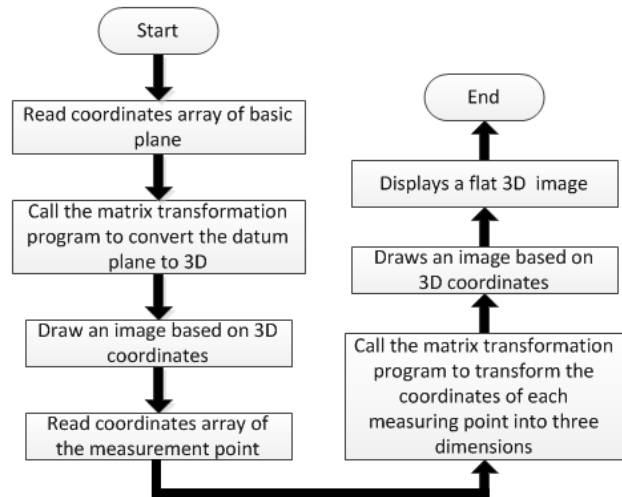 Start
Read coordinates array of basic
plane
Call the matrix transformation
program to convert the datum
plane to 3D
Draw an image based on 3D
coordinates
Read coordinates array of
the measurement point
Call the matrix transformation
program to transform the
coordinates of each
measuring point into three
dimensions
Draws an image based on
3D coordinates
Displays a flat 3D  image
End